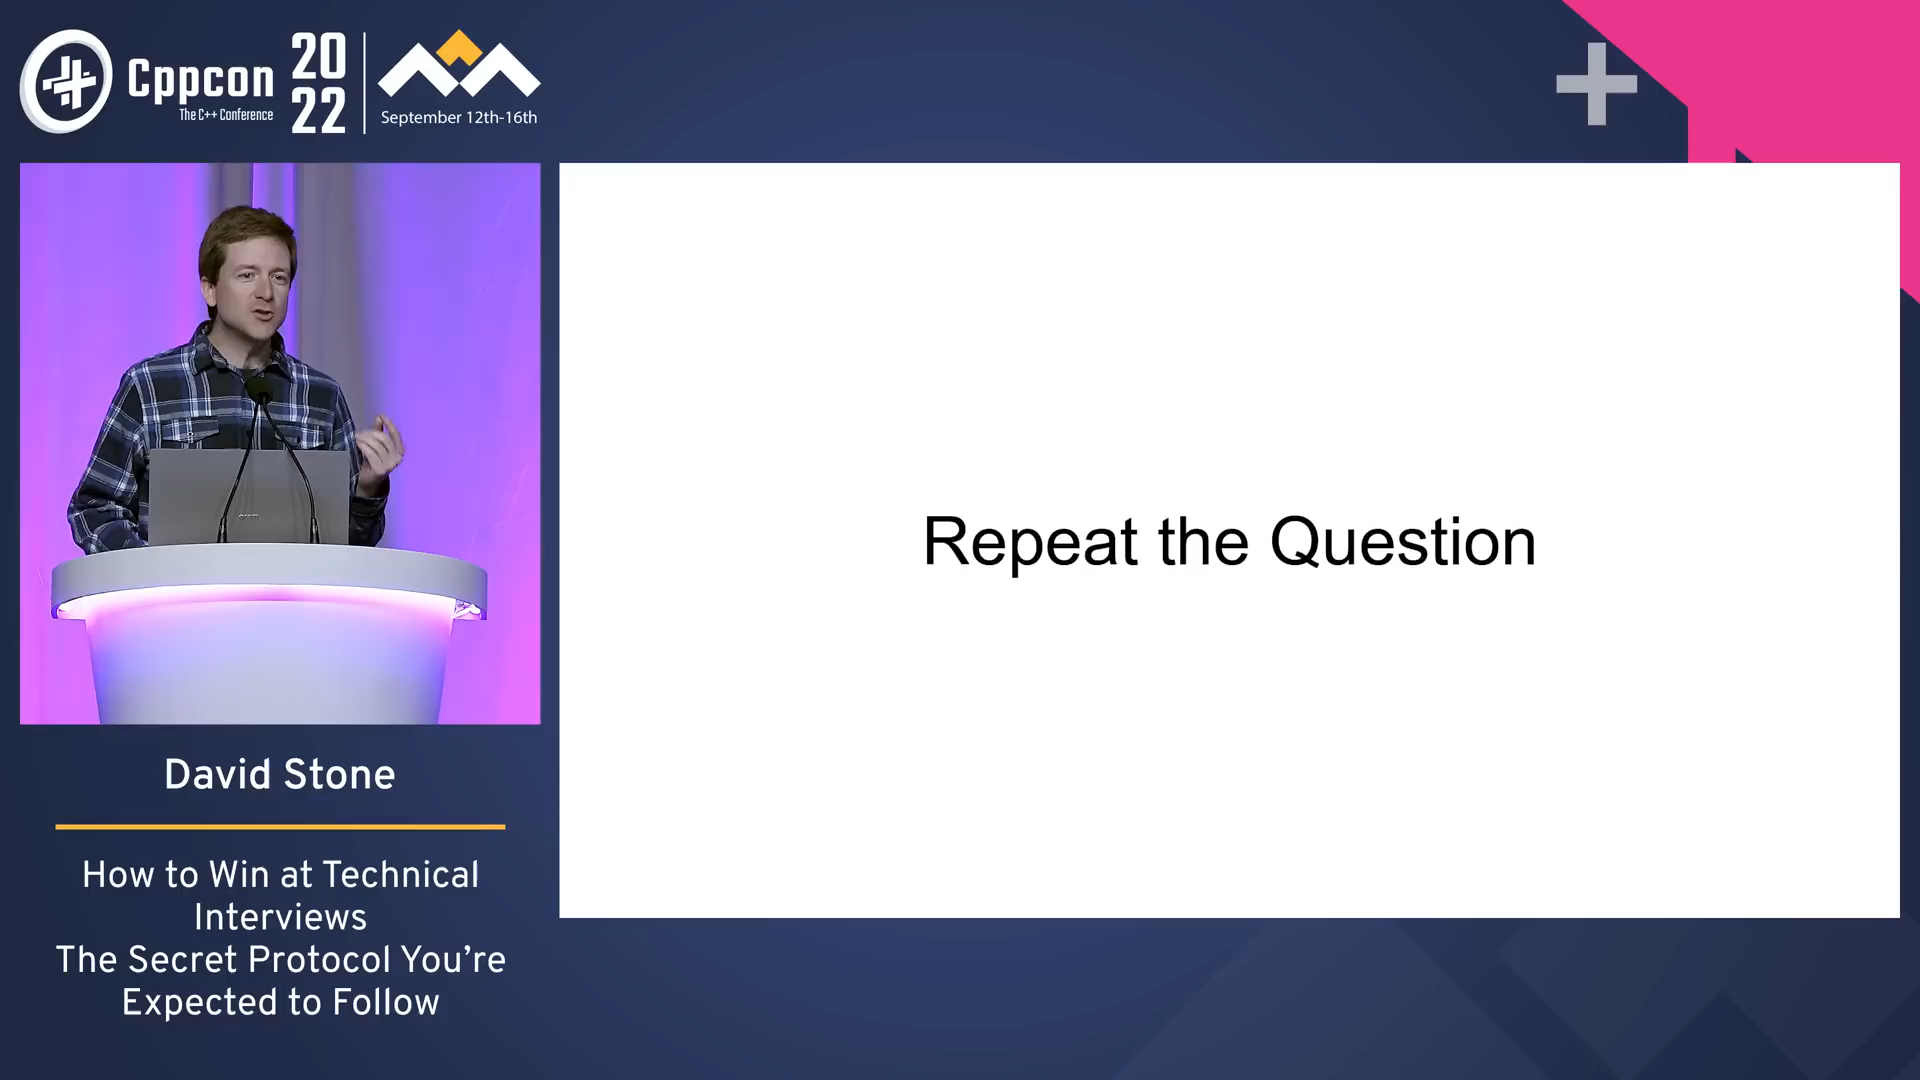 Cppcon
The C++ Conference
20
22
September 12th-16th
Repeat the Question
David Stone
How to Win at Technical
Interviews
The Secret Protocol You’re
Expected to Follow